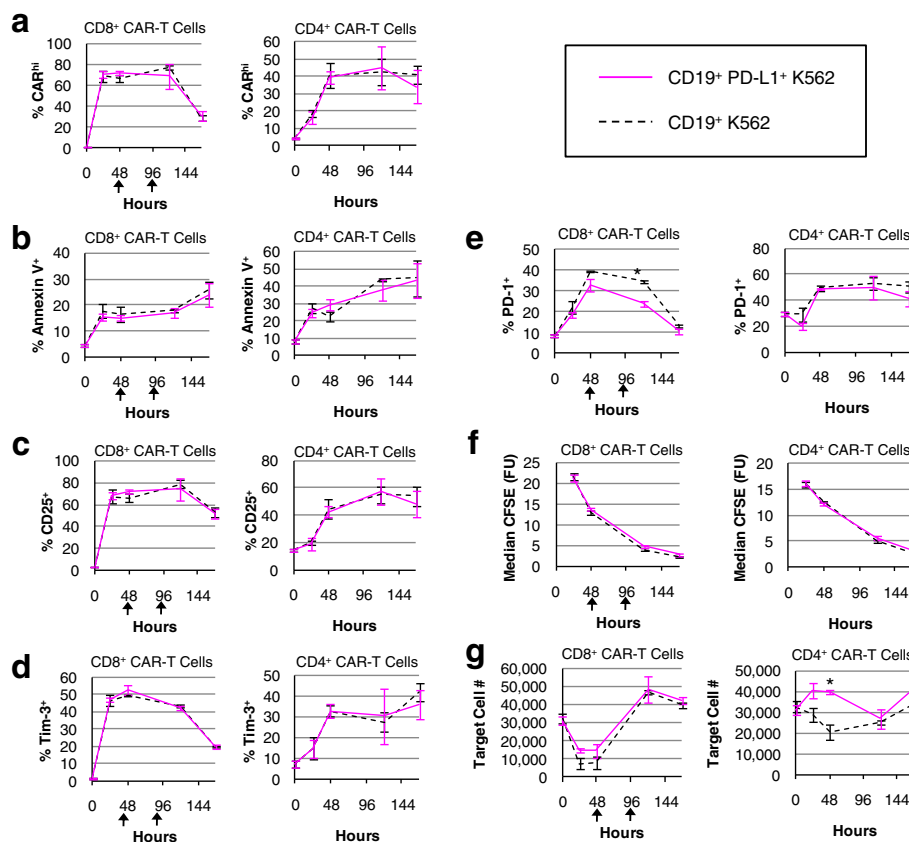 a
CD8⁺ CAR-T Cells
% CARʰⁱ
100
80
60
40
20
0
0 48 96 144
Hours
CD4⁺ CAR-T Cells
% CARʰⁱ
60
50
40
30
20
10
0
0 48 96 144
Hours
CD19⁺ PD-L1⁺ K562
CD19⁺ K562
b
CD8⁺ CAR-T Cells
% Annexin V⁺
40
30
20
10
0
0 48 96 144
Hours
CD4⁺ CAR-T Cells
% Annexin V⁺
60
50
40
30
20
10
0
0 48 96 144
Hours
e
CD8⁺ CAR-T Cells
% PD-1⁺
50
40
30
20
10
0
*
0 48 96 144
Hours
CD4⁺ CAR-T Cells
% PD-1⁺
80
60
40
20
0
0 48 96 144
Hours
c
CD8⁺ CAR-T Cells
% CD25⁺
100
80
60
40
20
0
0 48 96 144
Hours
CD4⁺ CAR-T Cells
% CD25⁺
80
60
40
20
0
0 48 96 144
Hours
f
CD8⁺ CAR-T Cells
Median CFSE (FU)
25
20
15
10
5
0
0 48 96 144
Hours
CD4⁺ CAR-T Cells
Median CFSE (FU)
20
15
10
5
0
0 48 96 144
Hours
d
CD8⁺ CAR-T Cells
% Tim-3⁺
60
50
40
30
20
10
0
0 48 96 144
Hours
CD4⁺ CAR-T Cells
% Tim-3⁺
60
50
40
30
20
10
0
0 48 96 144
Hours
g
CD8⁺ CAR-T Cells
Target Cell #
60,000
50,000
40,000
30,000
20,000
10,000
0
0 48 96 144
Hours
CD4⁺ CAR-T Cells
Target Cell #
50,000
40,000
30,000
20,000
10,000
0
*
0 48 96 144
Hours